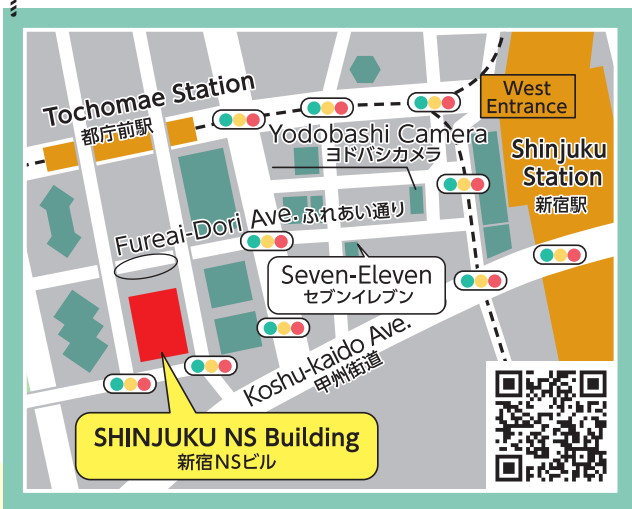 Tochomae Station
都庁前駅
West
Entrance
Yodobashi Camera
ヨドバシカメラ
Shinjuku
Station
新宿駅
Fureai-Dori Ave. ふれあい通り
Seven-Eleven
セブンイレブン
Koshu-kaido Ave.
甲州街道
SHINJUKU NS Building
新宿NSビル